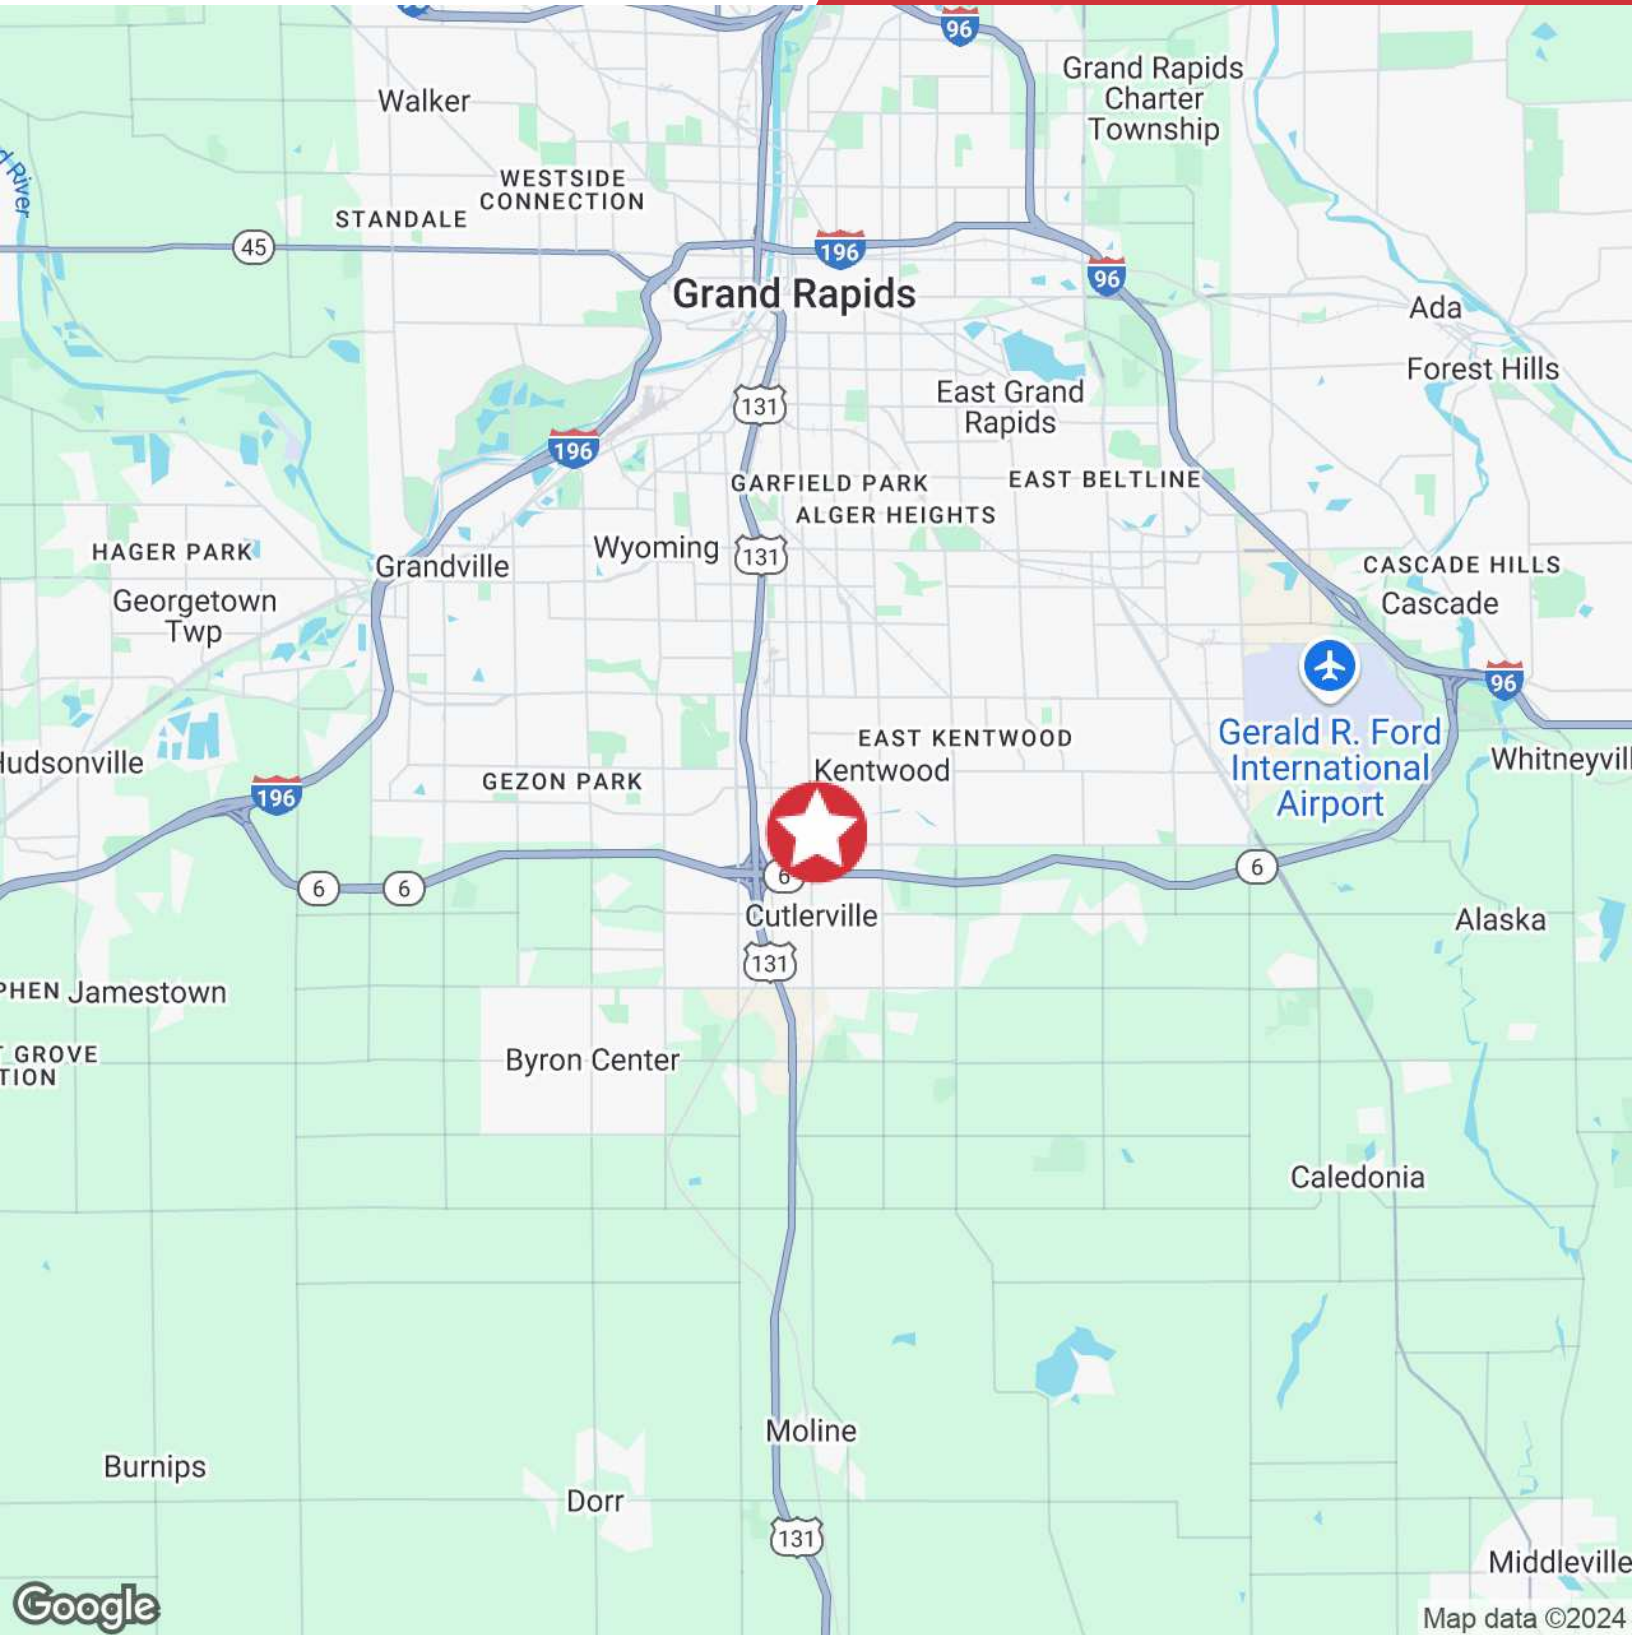 96
Grand Rapids
Charter
Township
Walker
River
WESTSIDE
CONNECTION
STANDALE
45
196
96
Grand Rapids
Ada
Forest Hills
East Grand
Rapids
131
196
GARFIELD PARK
EAST BELTLINE
ALGER HEIGHTS
HAGER PARK
Wyoming
131
Grandville
CASCADE HILLS
Cascade
Georgetown
Twp
96
EAST KENTWOOD
Gerald R. Ford
International
Airport
Kentwood
Hudsonville
Whitneyvill
GEZON PARK
196
6
6
6
6
Cutlerville
Alaska
131
PHEN Jamestown
T GROVE
TION
Byron Center
Caledonia
Moline
Burnips
Dorr
131
Middleville
Google
Map data ©2024